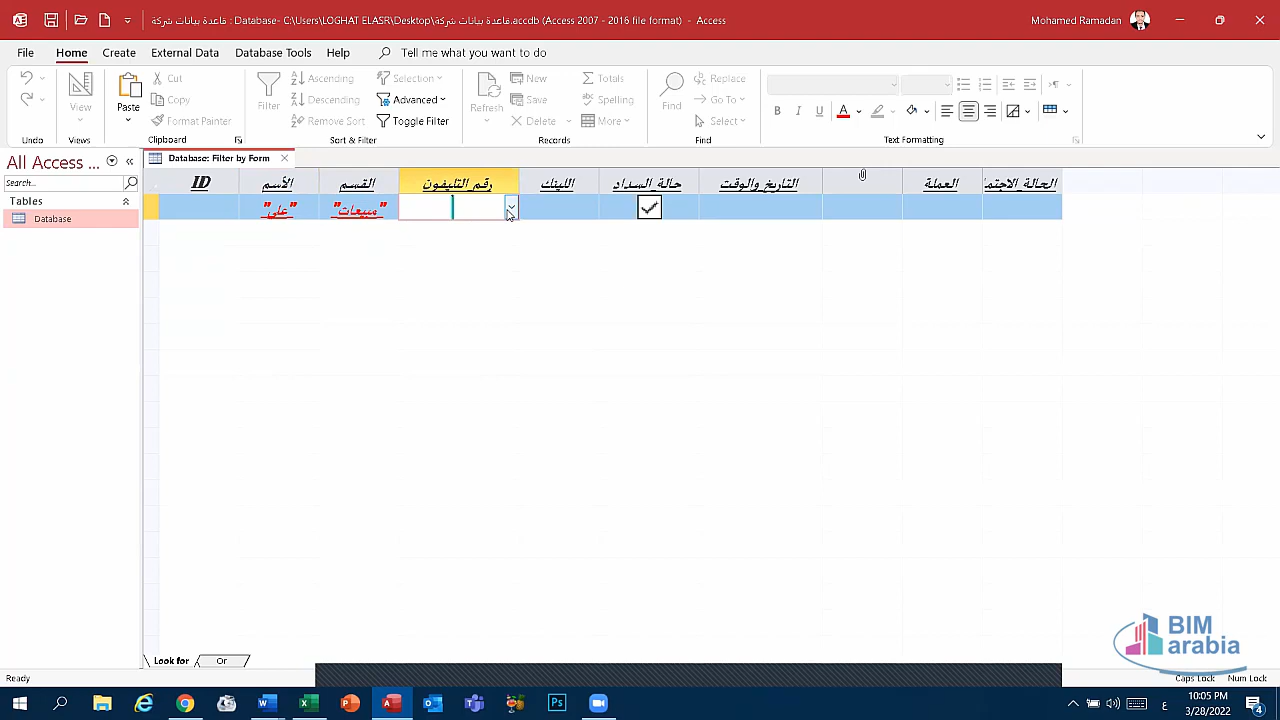 قاعدة بيانات شركة : Database- C:\Users\LOGHAT ELASR\Desktop\قاعدة بيانات شركة.accdb (Access 2007 - 2016 file format) - Access
Mohamed Ramadan
File Home Create External Data Database Tools Help Tell me what you want to do
View
Paste
Cut
Copy
Format Painter
Filter
Ascending
Descending
Remove Sort
Selection
Advanced
Toggle Filter
Refresh
New
Save
Delete
Totals
Spelling
More
Find
Replace
Go To
Select
B I U A
Undo Views Clipboard Sort & Filter Records Find Text Formatting
All Access ...
Search...
Tables
Database
Database: Filter by Form
ID الأسم القسم رقم التليفون اللينك حالة السداد التاريخ والوقت العملة الحالة الاجتم
"على" "مبيعات"
BIM
arabia
Look for Or
Ready
Caps Lock Num Lock
10:05 PM
3/28/2022
ع
4